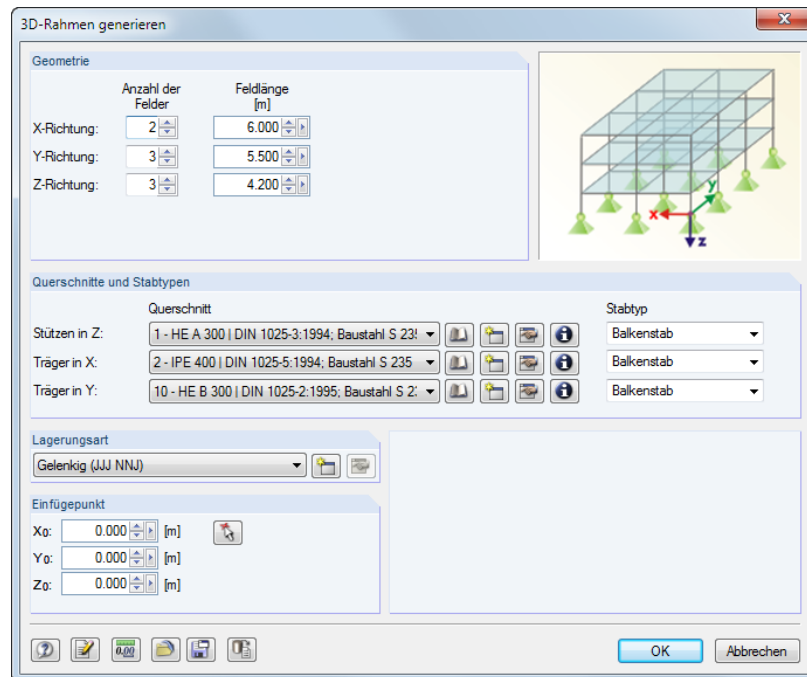 3D-Rahmen generieren
Geometrie
Anzahl der Felder
Feldlänge [m]
X-Richtung: 2 6.000
Y-Richtung: 3 5.500
Z-Richtung: 3 4.200
x
y
z
Querschnitte und Stabtypen
Querschnitt Stabtyp
Stützen in Z: 1 - HE A 300 | DIN 1025-3:1994; Baustahl S 235 Balkenstab
Träger in X: 2 - IPE 400 | DIN 1025-5:1994; Baustahl S 235 Balkenstab
Träger in Y: 10 - HE B 300 | DIN 1025-2:1995; Baustahl S 2 Balkenstab
Lagerungsart
Gelenkig (JJJ NNJ)
Einfügepunkt
X0: 0.000 [m]
Y0: 0.000 [m]
Z0: 0.000 [m]
0.00
OK Abbrechen